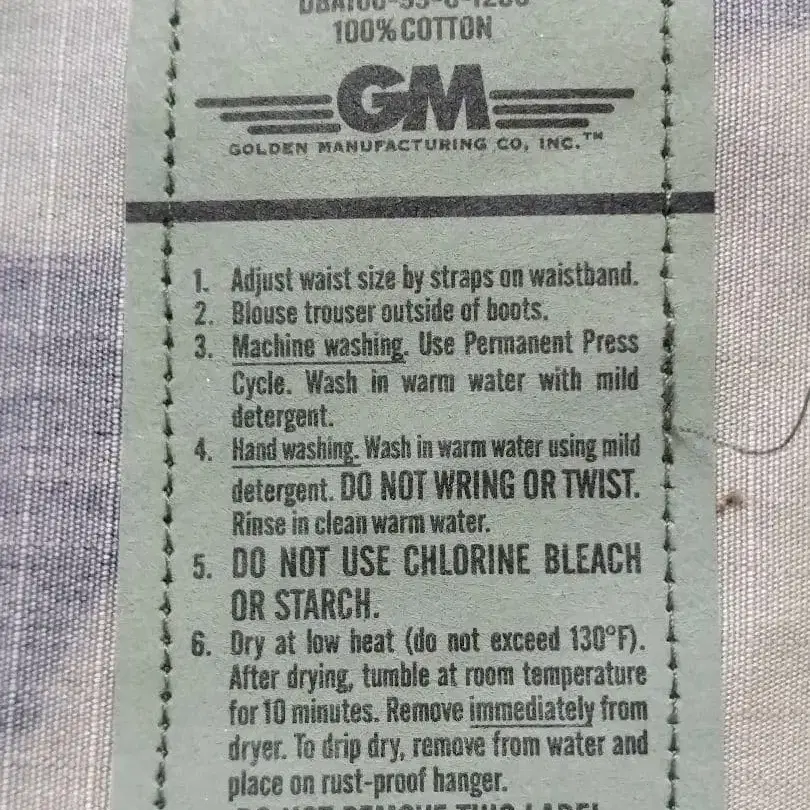 100% COTTON
GM
GOLDEN MANUFACTURING CO, INC.™
1. Adjust waist size by straps on waistband.
2. Blouse trouser outside of boots.
3. Machine washing. Use Permanent Press
Cycle. Wash in warm water with mild
detergent.
4. Hand washing. Wash in warm water using mild
detergent. DO NOT WRING OR TWIST.
Rinse in clean warm water.
5. DO NOT USE CHLORINE BLEACH
OR STARCH.
6. Dry at low heat (do not exceed 130°F).
After drying, tumble at room temperature
for 10 minutes. Remove immediately from
dryer. To drip dry, remove from water and
place on rust-proof hanger.
DO NOT REMOVE THIS LABEL